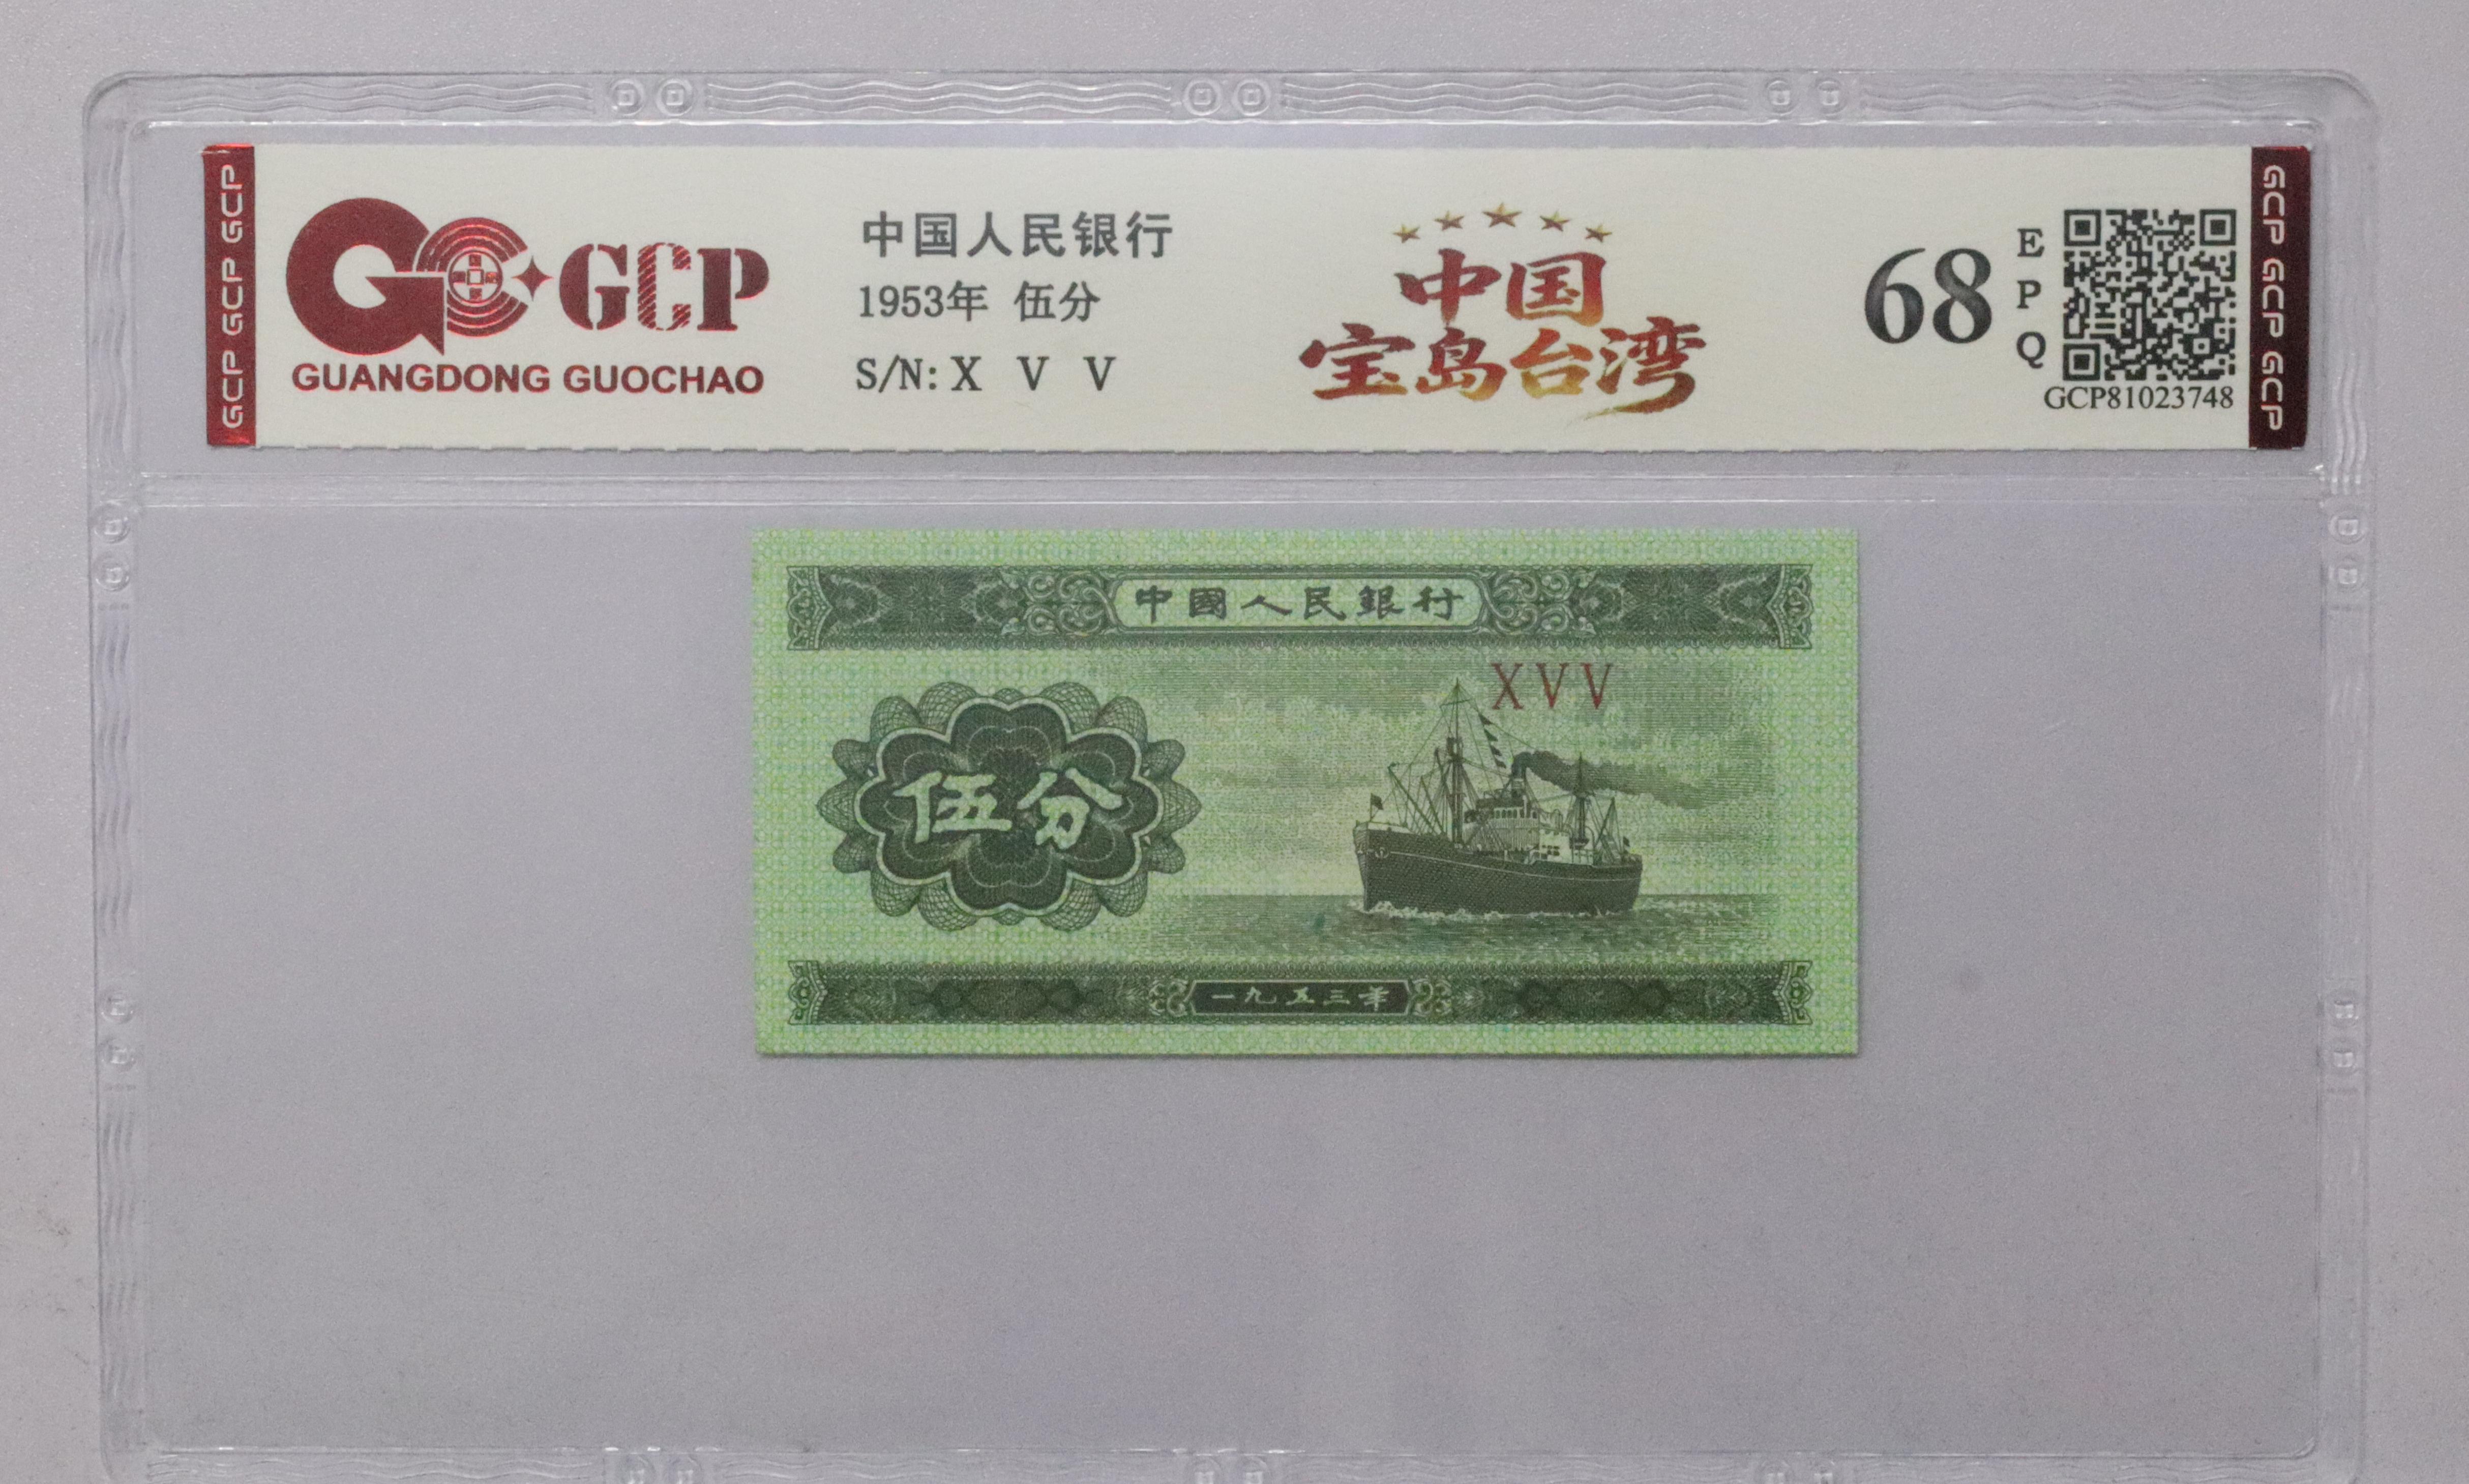 GCP GCP GCP
GC GCP
GUANGDONG GUOCHAO
中国人民银行
1953年 伍分
S/N: X V V
中国
宝岛台湾
68
E
P
Q
GCP81023748
GCP GCP GCP
中國人民銀行
XVV
伍分
一九五三年